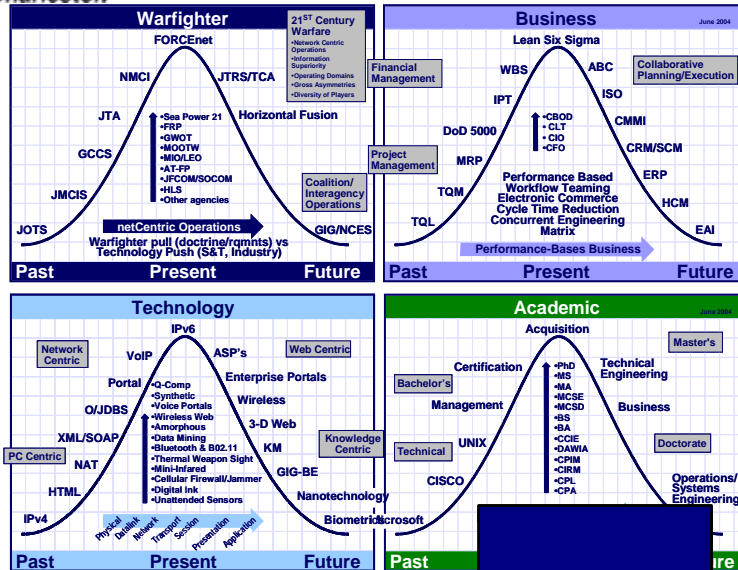 Warfighter
FORCEnet
21ST Century
Warfare
•Network Centric
Operations
•Information
Superiority
•Operating Domains
•Gross Asymmetries
•Diversity of Players
NMCI
JTRS/TCA
JTA
Horizontal Fusion
GCCS
JMCIS
JOTS
•Sea Power 21
•FRP
•GWOT
•MOOTW
•MIO/LEO
•AT-FP
•JFCOM/SOCOM
•HLS
•Other agencies
Coalition/
Interagency
Operations
GIG/NCES
netCentric Operations
Warfighter pull (doctrine/rqmnts) vs
Technology Push (S&T, Industry)
Past Present Future
Business
June 2004
Lean Six Sigma
Financial
Management
WBS
ABC
Collaborative
Planning/Execution
IPT
ISO
DoD 5000
CMMI
•CBOD
•CLT
•CIO
•CFO
Project
Management
MRP
CRM/SCM
TQM
ERP
TQL
HCM
EAI
Performance Based
Workflow Teaming
Electronic Commerce
Cycle Time Reduction
Concurrent Engineering
Matrix
Performance-Bases Business
Past Present Future
Technology
IPv6
Network
Centric
VoIP
ASP's
Web Centric
Portal
Enterprise Portals
O/JDBS
Wireless
XML/SOAP
3-D Web
PC Centric
NAT
KM
Knowledge
Centric
HTML
GIG-BE
IPv4
Nanotechnology
Biometrics
•Q-Comp
•Synthetic
•Voice Portals
•Wireless Web
•Amorphous
•Data Mining
•Bluetooth & B02.11
•Thermal Weapon Sight
•Mini-Infared
•Cellular Firewall/Jammer
•Digital Ink
•Unattended Sensors
Physical
Datalink
Network
Transport
Session
Presentation
Application
Past Present Future
Academic
June 2004
Acquisition
Master's
Certification
Technical
Engineering
Bachelor's
Management
Business
UNIX
Technical
Doctorate
CISCO
Operations/
Systems
Engineering
•PhD
•MS
•MA
•MCSE
•MCSD
•BS
•BA
•CCIE
•DAWIA
•CPIM
•CIRM
•CPL
•CPA
Past